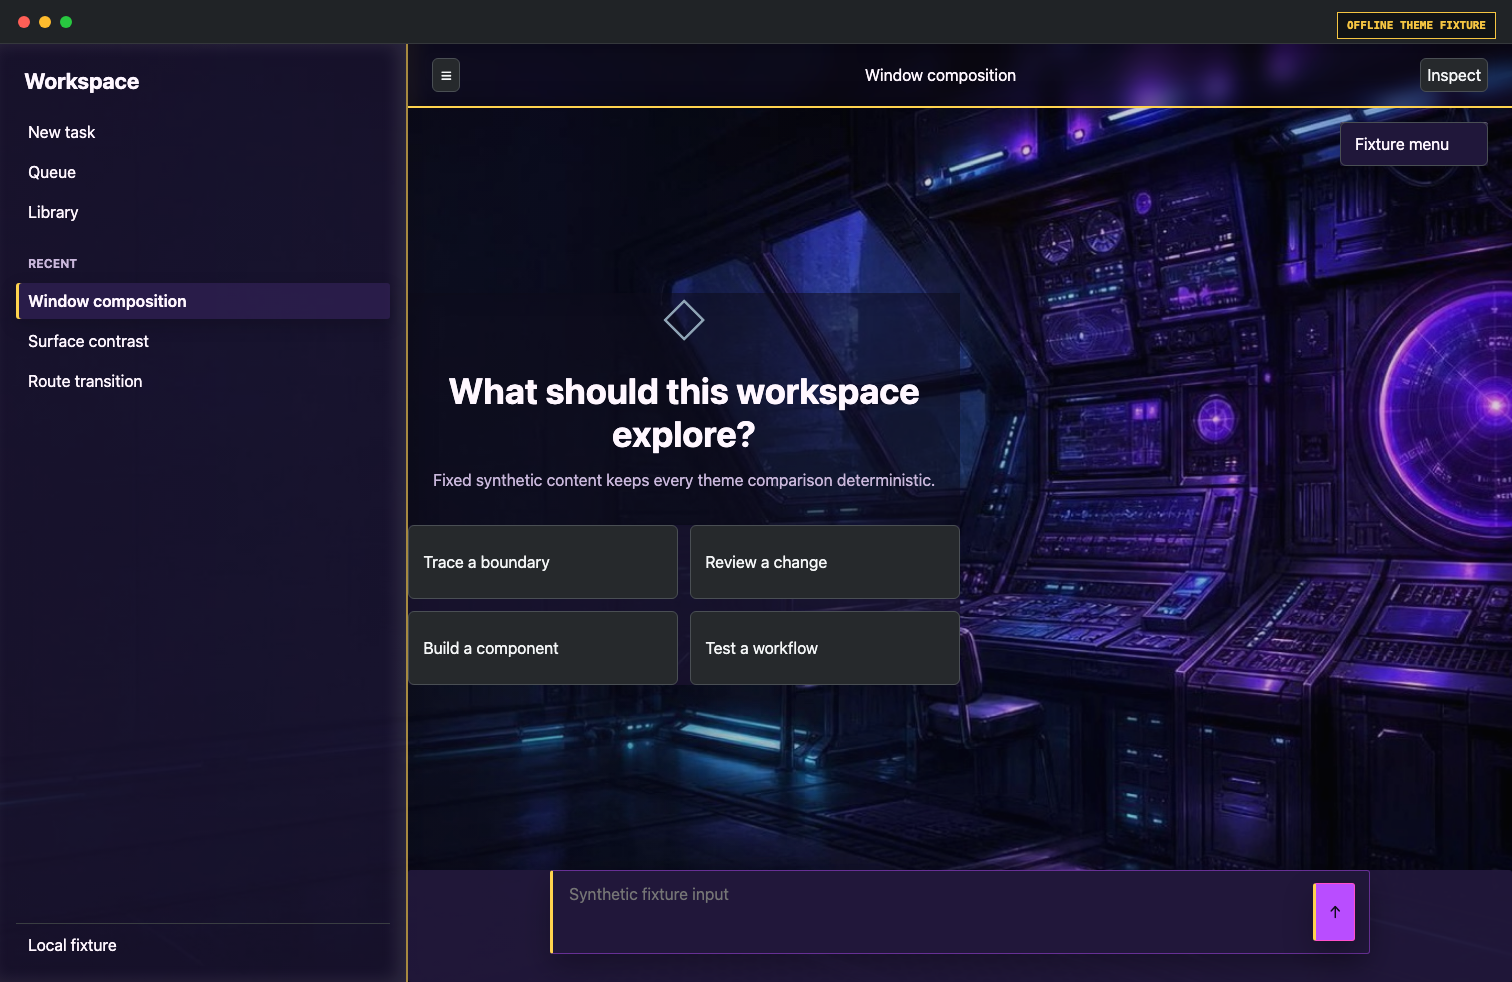 OFFLINE THEME FIXTURE
Workspace
New task
Queue
Library
RECENT
Window composition
Surface contrast
Route transition
Local fixture
Window composition
Inspect
Fixture menu
What should this workspace
explore?
Fixed synthetic content keeps every theme comparison deterministic.
Trace a boundary
Review a change
Build a component
Test a workflow
Synthetic fixture input